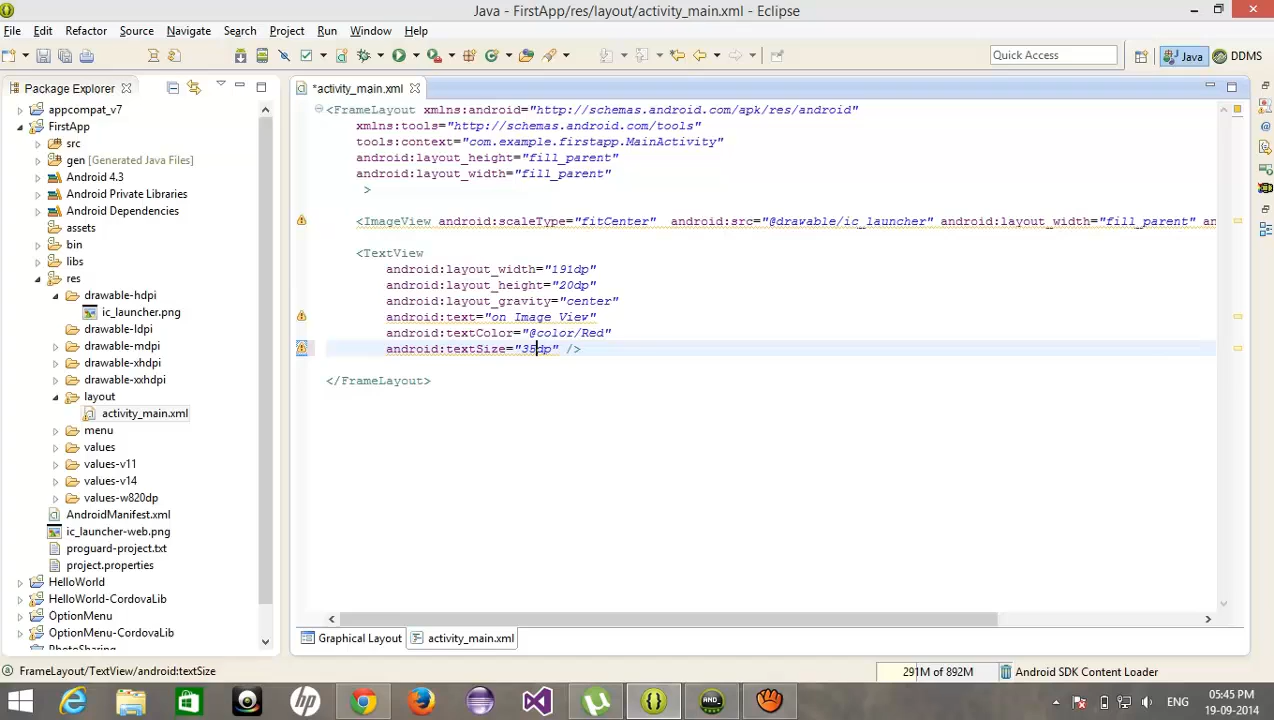 Java - FirstApp/res/layout/activity_main.xml - Eclipse
File Edit Refactor Source Navigate Search Project Run Window Help
Quick Access
Java
DDMS
Package Explorer
*activity_main.xml
appcompat_v7
FirstApp
src
gen [Generated Java Files]
Android 4.3
Android Private Libraries
Android Dependencies
assets
bin
libs
res
drawable-hdpi
ic_launcher.png
drawable-ldpi
drawable-mdpi
drawable-xhdpi
drawable-xxhdpi
layout
activity_main.xml
menu
values
values-v11
values-v14
values-w820dp
AndroidManifest.xml
ic_launcher-web.png
proguard-project.txt
project.properties
HelloWorld
HelloWorld-CordovaLib
OptionMenu
OptionMenu-CordovaLib
PhotoSharing
<FrameLayout xmlns:android="http://schemas.android.com/apk/res/android"
xmlns:tools="http://schemas.android.com/tools"
tools:context="com.example.firstapp.MainActivity"
android:layout_height="fill_parent"
android:layout_width="fill_parent"
>
<ImageView android:scaleType="fitCenter" android:src="@drawable/ic_launcher" android:layout_width="fill_parent" an
<TextView
android:layout_width="191dp"
android:layout_height="20dp"
android:layout_gravity="center"
android:text="on Image View"
android:textColor="@color/Red"
android:textSize="35dp" />
</FrameLayout>
Graphical Layout
activity_main.xml
FrameLayout/TextView/android:textSize
291M of 892M
Android SDK Content Loader
ENG
05:45 PM
19-09-2014